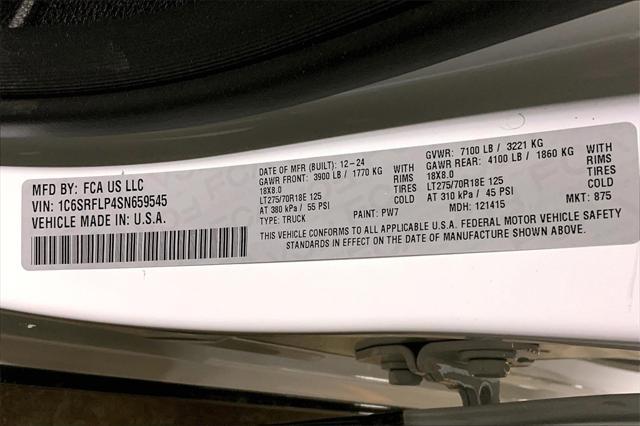 MFD BY: FCA US LLC
VIN: 1C6SRFLP4SN659545
VEHICLE MADE IN U.S.A.
DATE OF MFR (BUILT): 12-24
GAWR FRONT: 3900 LB / 1770 KG WITH
18X8.0 TIRES
LT275/70R18E 125 RIMS
AT 380 kPa / 55 PSI COLD
TYPE: TRUCK PAINT: PW7
GVWR: 7100 LB / 3221 KG
GAWR REAR: 4100 LB / 1860 KG WITH
18X8.0 TIRES
LT275/70R18E 125 RIMS
AT 310 kPa / 45 PSI COLD
MDH: 121415 MKT: 875
THIS VEHICLE CONFORMS TO ALL APPLICABLE U.S.A. FEDERAL MOTOR VEHICLE SAFETY
STANDARDS IN EFFECT ON THE DATE OF MANUFACTURE SHOWN ABOVE.